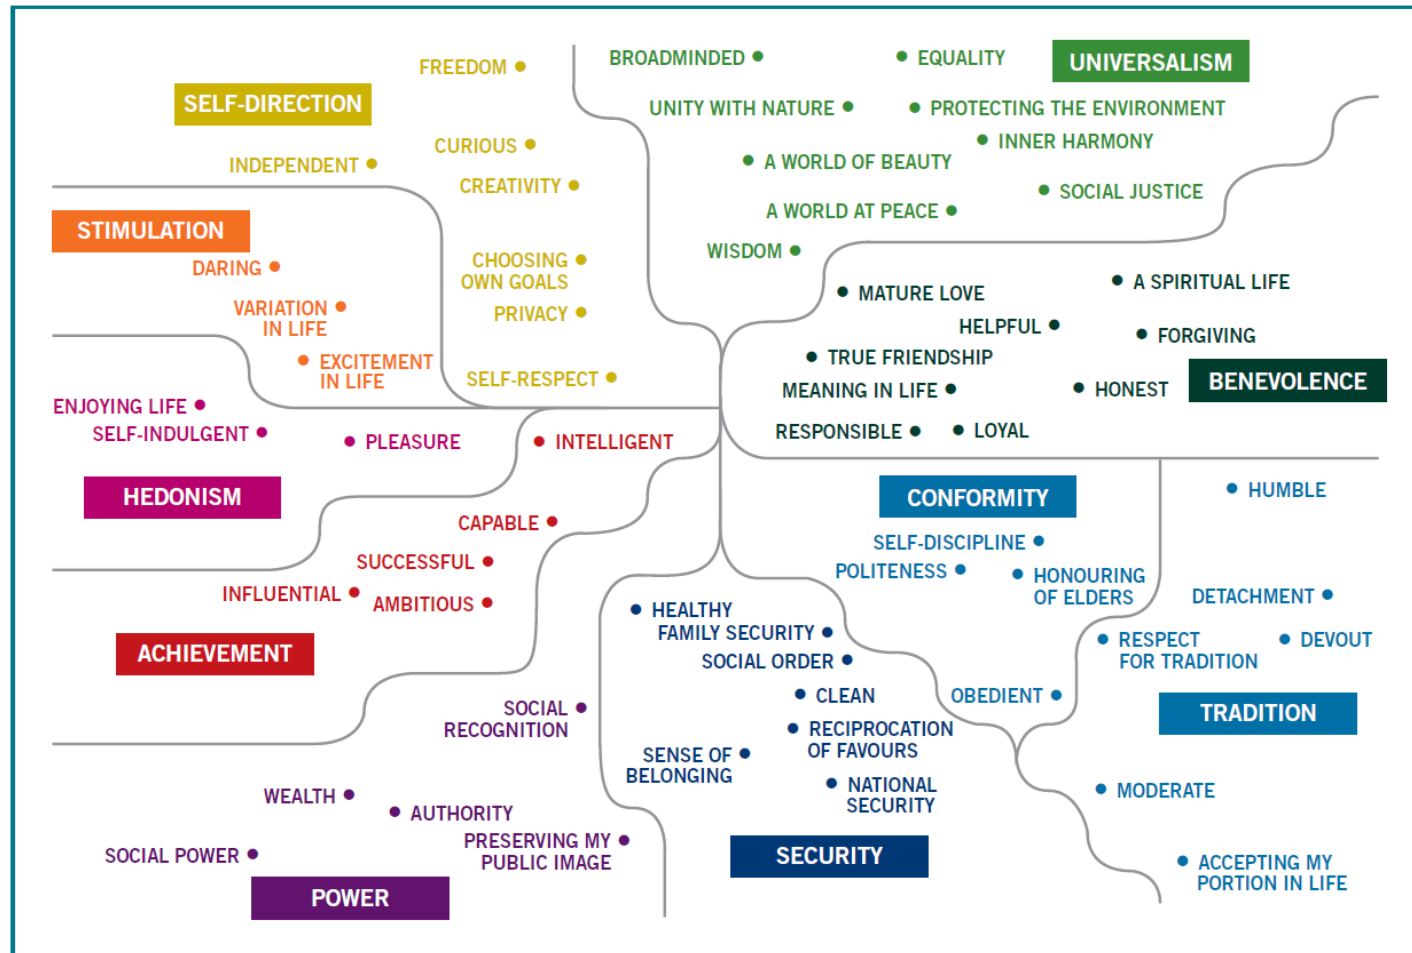 SELF-DIRECTION
FREEDOM
CURIOUS
INDEPENDENT
CREATIVITY
CHOOSING
OWN GOALS
PRIVACY
SELF-RESPECT
UNIVERSALISM
BROADMINDED
EQUALITY
UNITY WITH NATURE
PROTECTING THE ENVIRONMENT
INNER HARMONY
A WORLD OF BEAUTY
SOCIAL JUSTICE
A WORLD AT PEACE
WISDOM
STIMULATION
DARING
VARIATION
IN LIFE
EXCITEMENT
IN LIFE
MATURE LOVE
A SPIRITUAL LIFE
HELPFUL
FORGIVING
TRUE FRIENDSHIP
MEANING IN LIFE
HONEST
BENEVOLENCE
RESPONSIBLE
LOYAL
ENJOYING LIFE
SELF-INDULGENT
PLEASURE
HEDONISM
INTELLIGENT
CAPABLE
SUCCESSFUL
INFLUENTIAL
AMBITIOUS
ACHIEVEMENT
CONFORMITY
SELF-DISCIPLINE
POLITENESS
HONOURING
OF ELDERS
OBEDIENT
HUMBLE
DETACHMENT
RESPECT
FOR TRADITION
DEVOUT
TRADITION
MODERATE
ACCEPTING MY
PORTION IN LIFE
HEALTHY
FAMILY SECURITY
SOCIAL ORDER
CLEAN
RECIPROCATION
OF FAVOURS
SENSE OF
BELONGING
NATIONAL
SECURITY
SECURITY
SOCIAL
RECOGNITION
WEALTH
AUTHORITY
PRESERVING MY
PUBLIC IMAGE
SOCIAL POWER
POWER